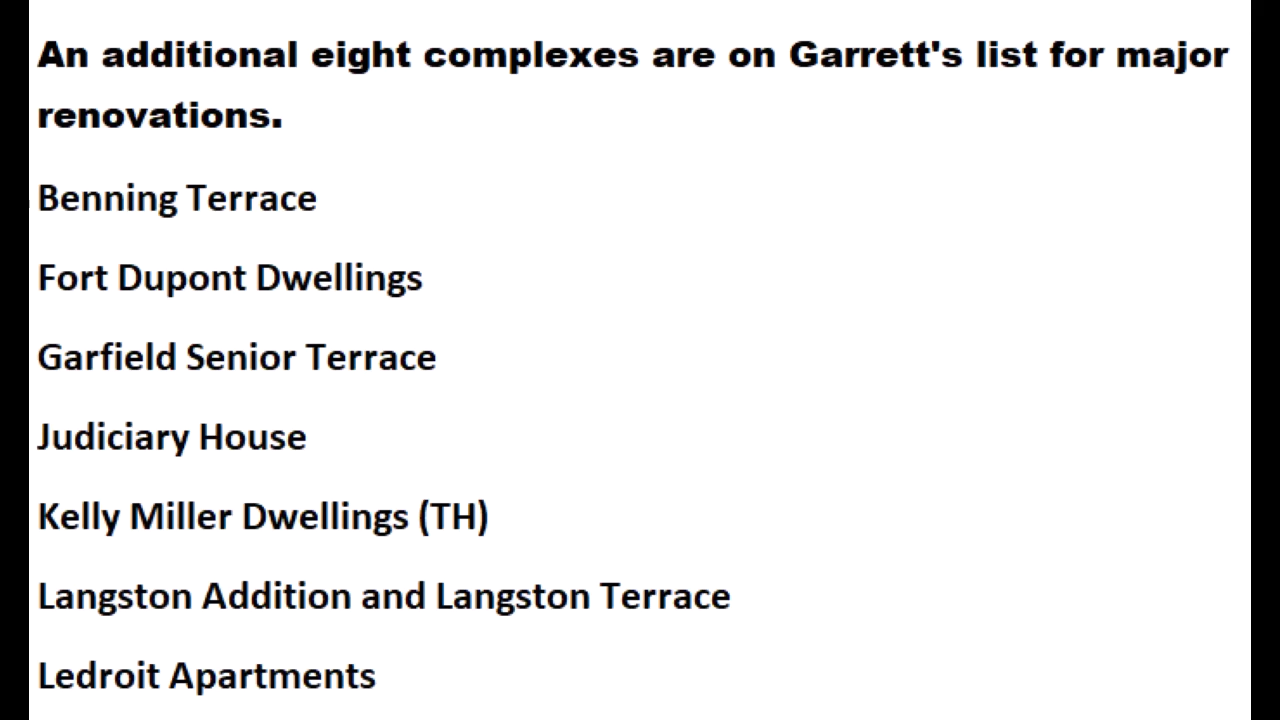 An additional eight complexes are on Garrett's list for major
renovations.
Benning Terrace
Fort Dupont Dwellings
Garfield Senior Terrace
Judiciary House
Kelly Miller Dwellings (TH)
Langston Addition and Langston Terrace
Ledroit Apartments